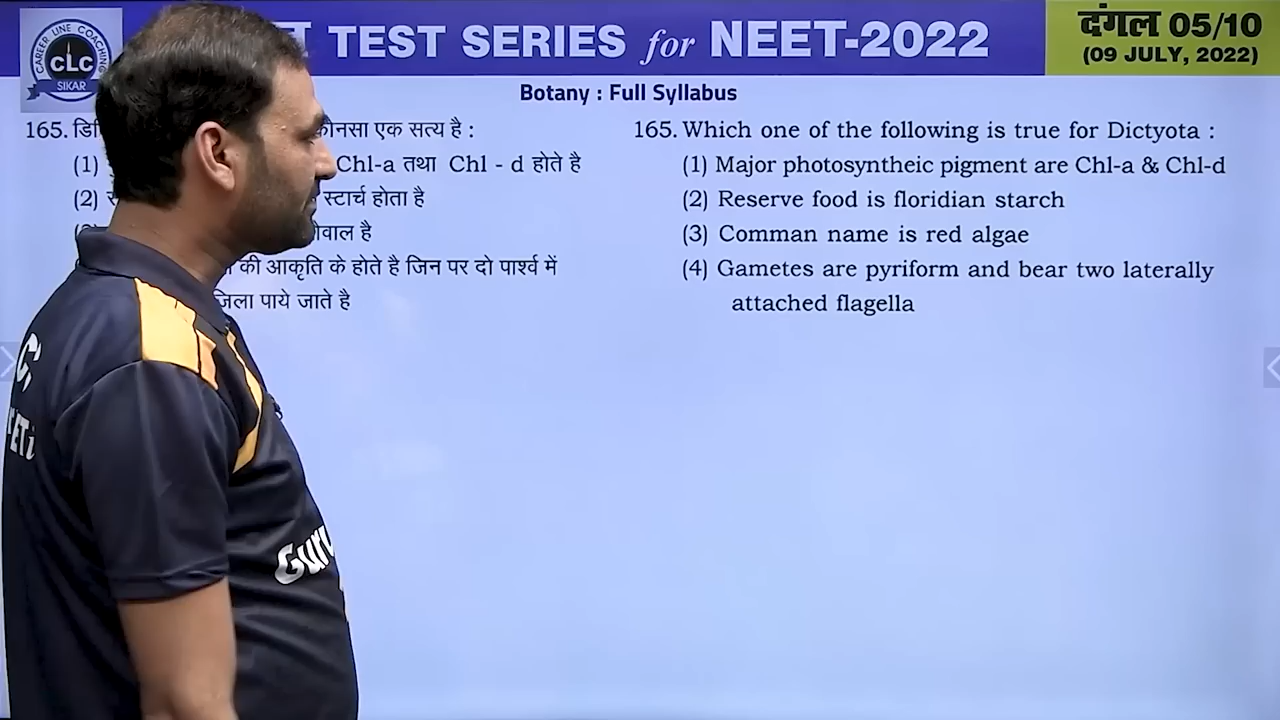 CAREER LINE COACHING
CLC
SIKAR
TEST SERIES for NEET-2022
दंगल 05/10
(09 JULY, 2022)
Botany : Full Syllabus
165. कौनसा एक सत्य है :
(1) Chl-a तथा Chl - d होते है
(2) स्टार्च होता है
है
की आकृति के होते है जिन पर दो पार्श्व में
पाये जाते है
165. Which one of the following is true for Dictyota :
(1) Major photosyntheic pigment are Chl-a & Chl-d
(2) Reserve food is floridian starch
(3) Comman name is red algae
(4) Gametes are pyriform and bear two laterally
attached flagella